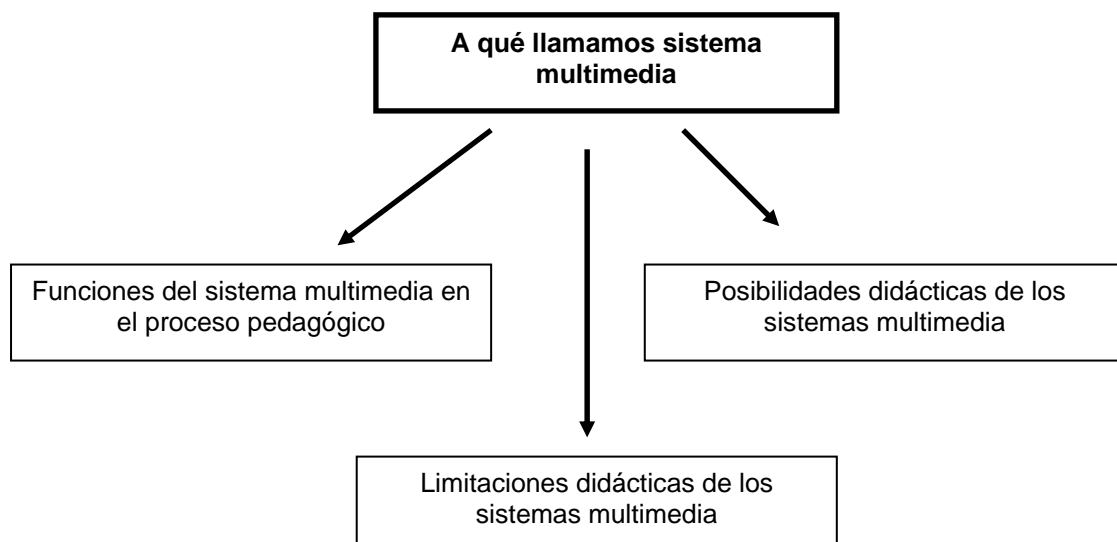 A qué llamamos sistema
multimedia
Funciones del sistema multimedia en
el proceso pedagógico
Posibilidades didácticas de los
sistemas multimedia
Limitaciones didácticas de los
sistemas multimedia